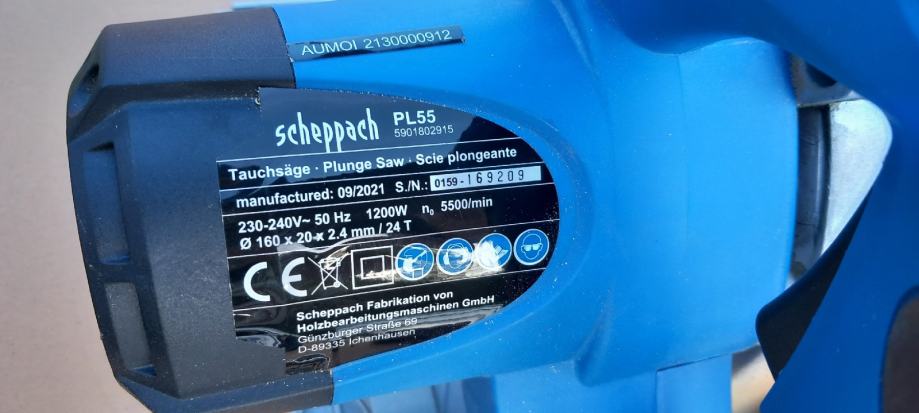 AUMOI 2130000912
scheppach PL55
5901802915
Tauchsäge · Plunge Saw · Scie plongeante
manufactured: 09/2021 S./N.: 0159-169209
230-240V~ 50 Hz 1200W n₀ 5500/min
Ø 160 x 20 x 2.4 mm / 24 T
CE
Scheppach Fabrikation von
Holzbearbeitungsmaschinen GmbH
Günzburger Straße 69
D-89335 Ichenhausen